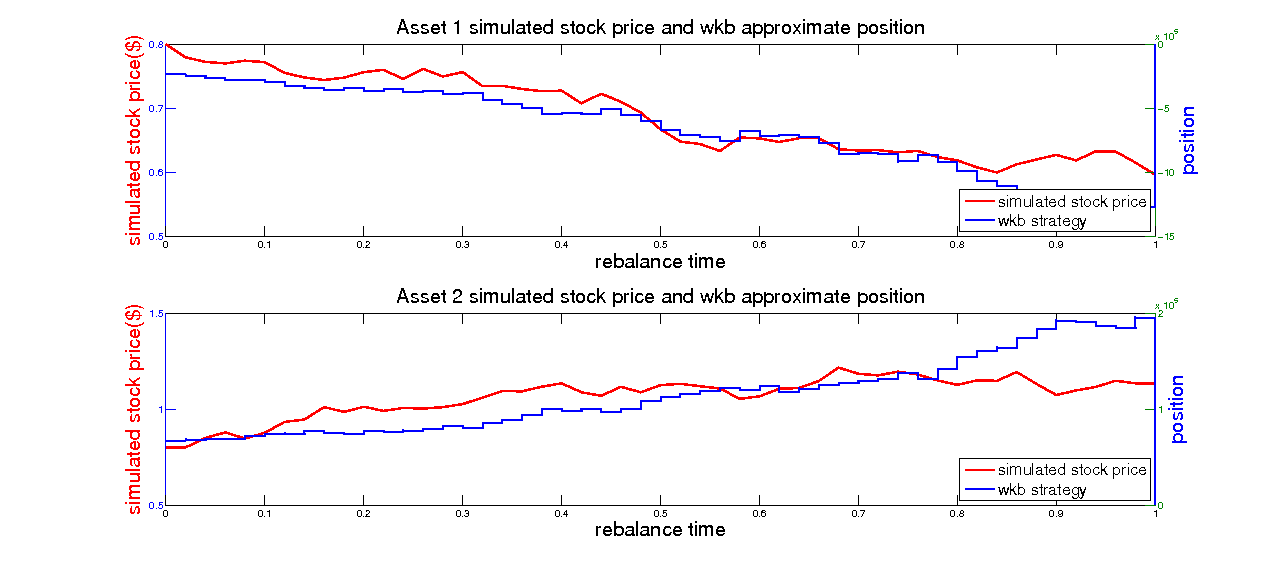 Asset 1 simulated stock price and wkb approximate position
simulated stock price($)
0.8
0.7
0.6
0.5
0 0.1 0.2 0.3 0.4 0.5 0.6 0.7 0.8 0.9 1
rebalance time
0
-5
-10
-15
position
simulated stock price
wkb strategy
Asset 2 simulated stock price and wkb approximate position
simulated stock price($)
1.5
1
0.5
0 0.1 0.2 0.3 0.4 0.5 0.6 0.7 0.8 0.9 1
rebalance time
2
1
0
position
simulated stock price
wkb strategy